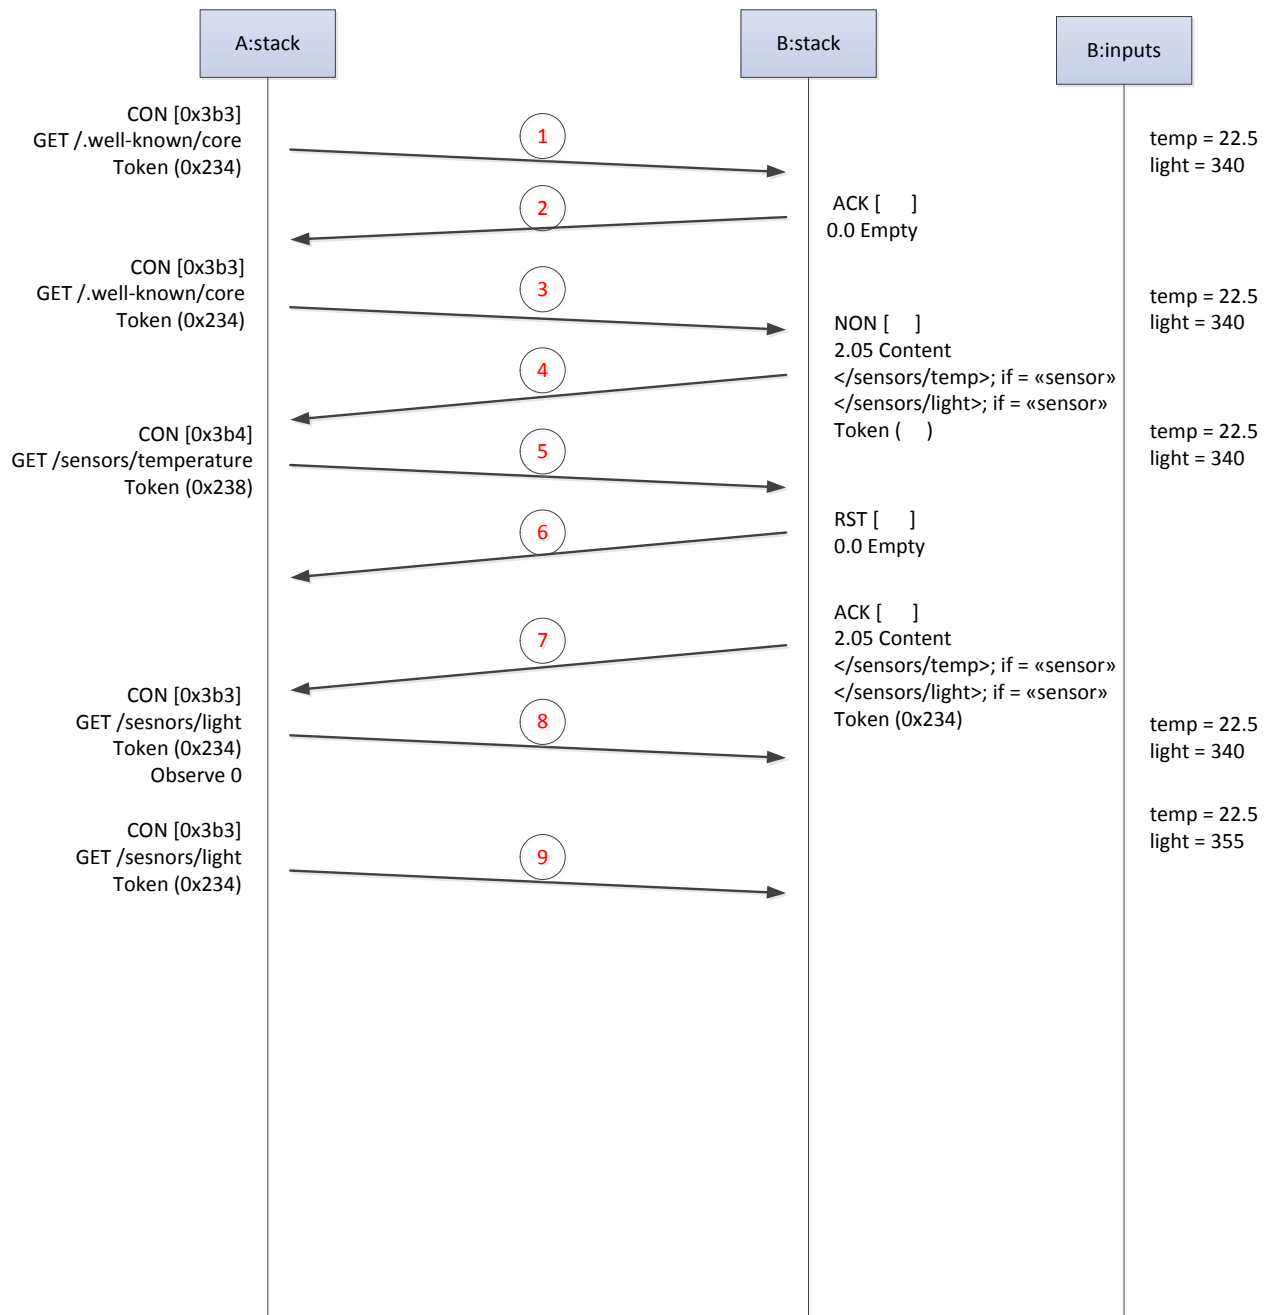 A:stack
B:stack
B:inputs
CON [0x3b3]
GET /.well-known/core
Token (0x234)
1
temp = 22.5
light = 340
2
ACK [ ]
0.0 Empty
CON [0x3b3]
GET /.well-known/core
Token (0x234)
3
temp = 22.5
light = 340
NON [ ]
2.05 Content
</sensors/temp>; if = «sensor»
</sensors/light>; if = «sensor»
Token ( )
4
CON [0x3b4]
GET /sensors/temperature
Token (0x238)
5
temp = 22.5
light = 340
6
RST [ ]
0.0 Empty
7
ACK [ ]
2.05 Content
</sensors/temp>; if = «sensor»
</sensors/light>; if = «sensor»
Token (0x234)
CON [0x3b3]
GET /sesnors/light
Token (0x234)
Observe 0
8
temp = 22.5
light = 340
temp = 22.5
light = 355
CON [0x3b3]
GET /sesnors/light
Token (0x234)
9